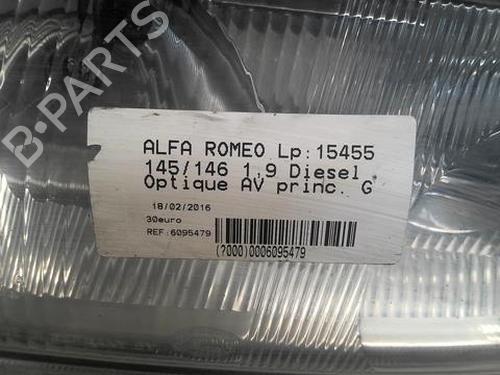 B-PARTS
ALFA ROMEO Lp:15455
145/146 1,9 Diesel
Optique AV princ. G
18/02/2016
30euro
REF:6095479
(7000)0006095479